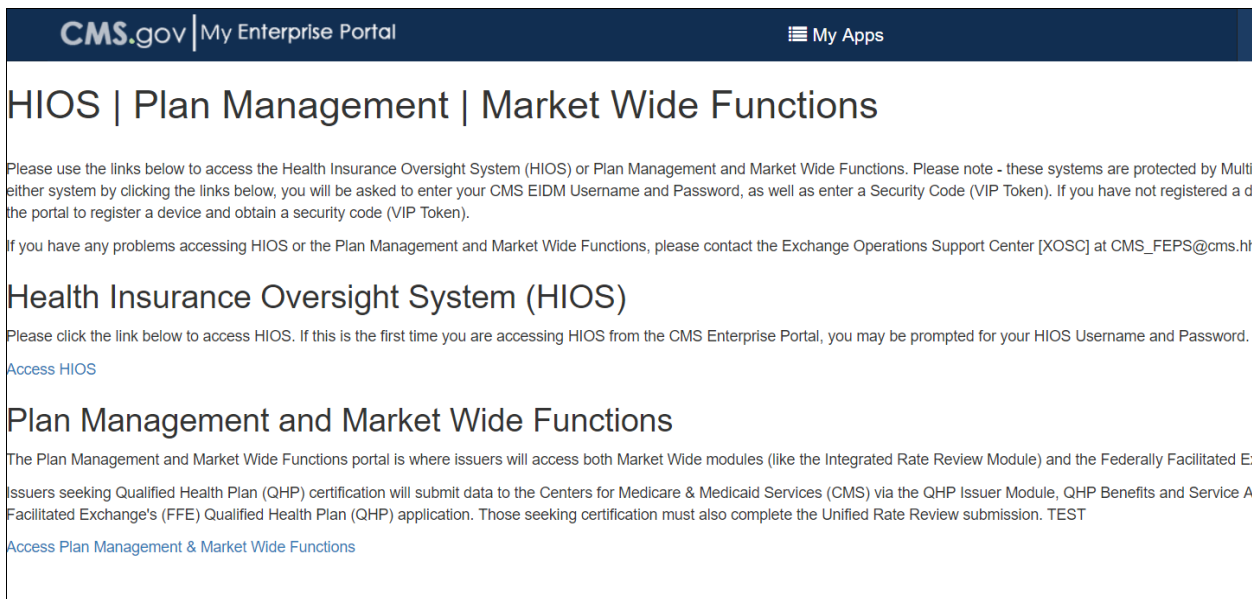 CMS.gov My Enterprise Portal
My Apps
HIOS | Plan Management | Market Wide Functions
Please use the links below to access the Health Insurance Oversight System (HIOS) or Plan Management and Market Wide Functions. Please note - these systems are protected by Multi
either system by clicking the links below, you will be asked to enter your CMS EIDM Username and Password, as well as enter a Security Code (VIP Token). If you have not registered a d
the portal to register a device and obtain a security code (VIP Token).
If you have any problems accessing HIOS or the Plan Management and Market Wide Functions, please contact the Exchange Operations Support Center [XOSC] at CMS_FEPS@cms.hh
Health Insurance Oversight System (HIOS)
Please click the link below to access HIOS. If this is the first time you are accessing HIOS from the CMS Enterprise Portal, you may be prompted for your HIOS Username and Password.
Access HIOS
Plan Management and Market Wide Functions
The Plan Management and Market Wide Functions portal is where issuers will access both Market Wide modules (like the Integrated Rate Review Module) and the Federally Facilitated E
Issuers seeking Qualified Health Plan (QHP) certification will submit data to the Centers for Medicare & Medicaid Services (CMS) via the QHP Issuer Module, QHP Benefits and Service A
Facilitated Exchange's (FFE) Qualified Health Plan (QHP) application. Those seeking certification must also complete the Unified Rate Review submission. TEST
Access Plan Management & Market Wide Functions